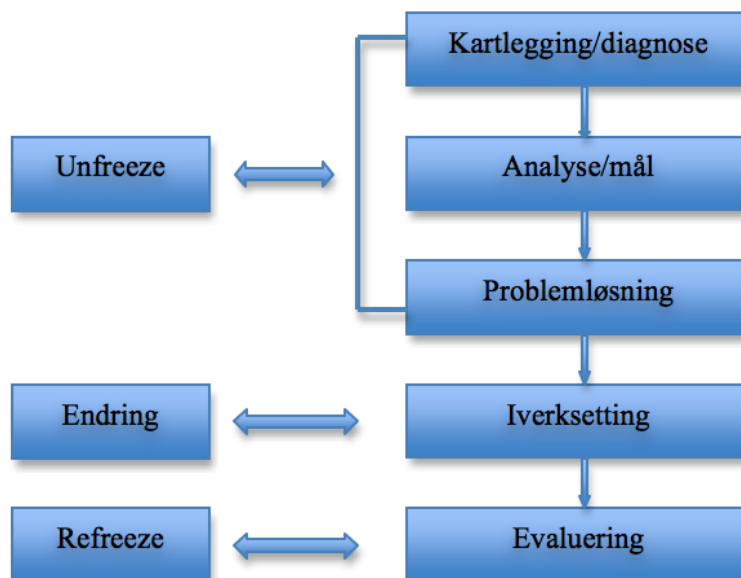 Kartlegging/diagnose
Unfreeze
Analyse/mål
Problemløsning
Endring
Iverksetting
Refreeze
Evaluering